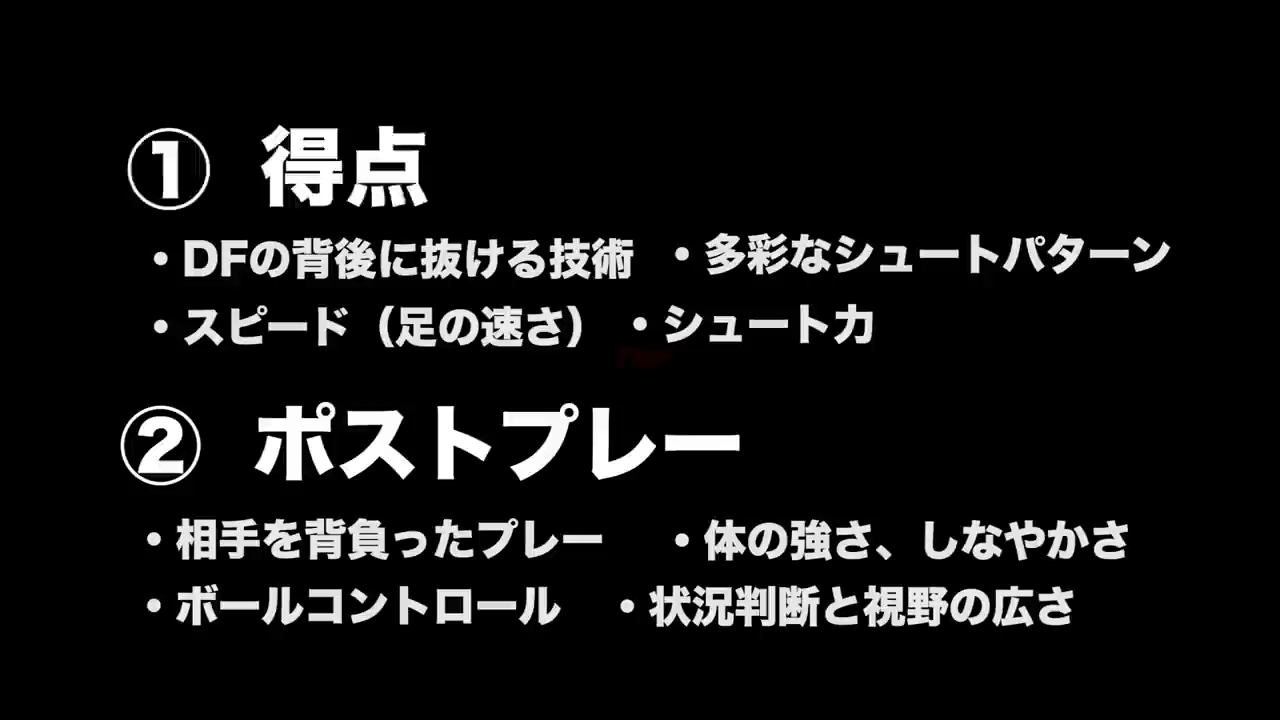 ① 得点
・DFの背後に抜ける技術 ・多彩なシュートパターン
・スピード（足の速さ） ・シュート力
② ポストプレー
・相手を背負ったプレー ・体の強さ、しなやかさ
・ボールコントロール ・状況判断と視野の広さ